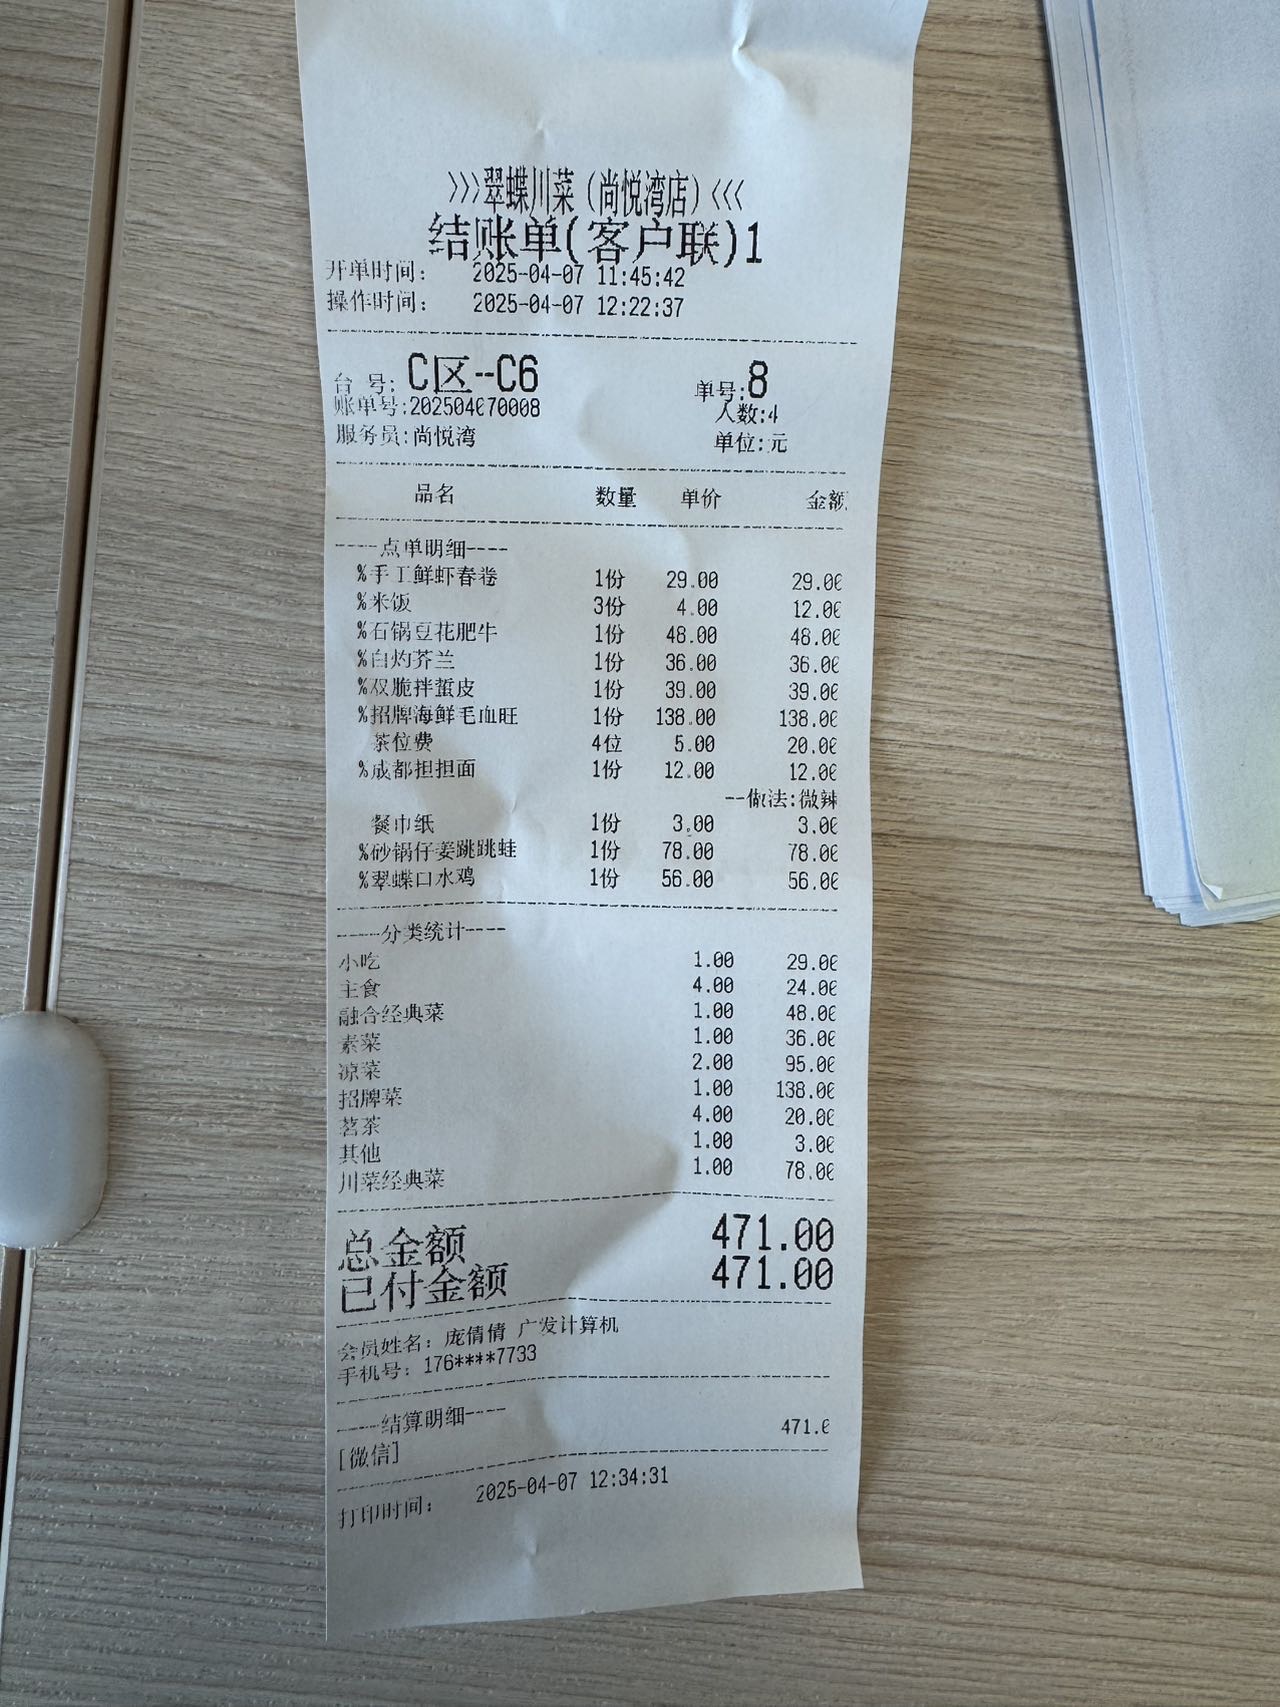 >>>翠蝶川菜(尚悦湾店)<<<
结账单(客户联)1
开单时间: 2025-04-07 11:45:42
操作时间: 2025-04-07 12:22:37
台 号: C区--C6 单号:8
账单号:202504070008 人数:4
服务员:尚悦湾 单位:元
品名 数量 单价 金额
----点单明细----
%手工鲜虾春卷 1份 29.00 29.00
%米饭 3份 4.00 12.00
%石锅豆花肥牛 1份 48.00 48.00
%白灼芥兰 1份 36.00 36.00
%双脆拌蜇皮 1份 39.00 39.00
%招牌海鲜毛血旺 1份 138.00 138.00
茶位费 4位 5.00 20.00
%成都担担面 1份 12.00 12.00
--做法:微辣
餐巾纸 1份 3.00 3.00
%砂锅仔姜跳跳蛙 1份 78.00 78.00
%翠蝶口水鸡 1份 56.00 56.00
----分类统计----
小吃 1.00 29.00
主食 4.00 24.00
融合经典菜 1.00 48.00
素菜 1.00 36.00
凉菜 2.00 95.00
招牌菜 1.00 138.00
茗茶 4.00 20.00
其他 1.00 3.00
川菜经典菜 1.00 78.00
总金额 471.00
已付金额 471.00
会员姓名: 庞倩倩 广发计算机
手机号: 176****7733
----结算明细----
[微信] 471.0
打印时间: 2025-04-07 12:34:31